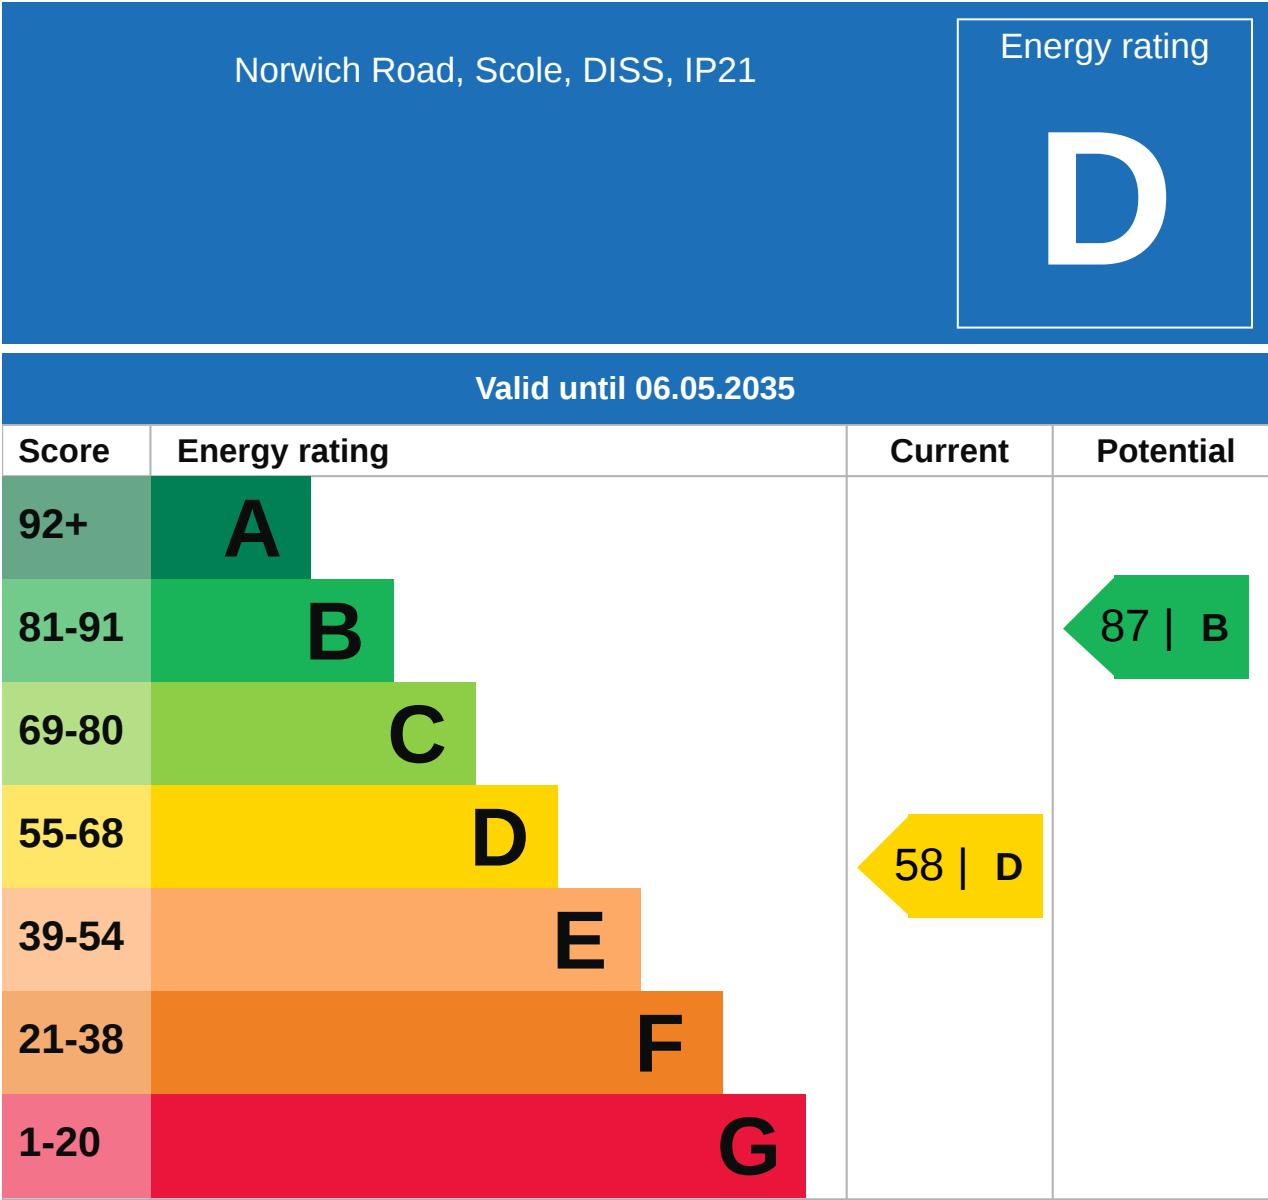 Norwich Road, Scole, DISS, IP21
Energy rating
D
Valid until 06.05.2035
Score Energy rating Current Potential
92+ A
81-91 B 87 | B
69-80 C
55-68 D 58 | D
39-54 E
21-38 F
1-20 G